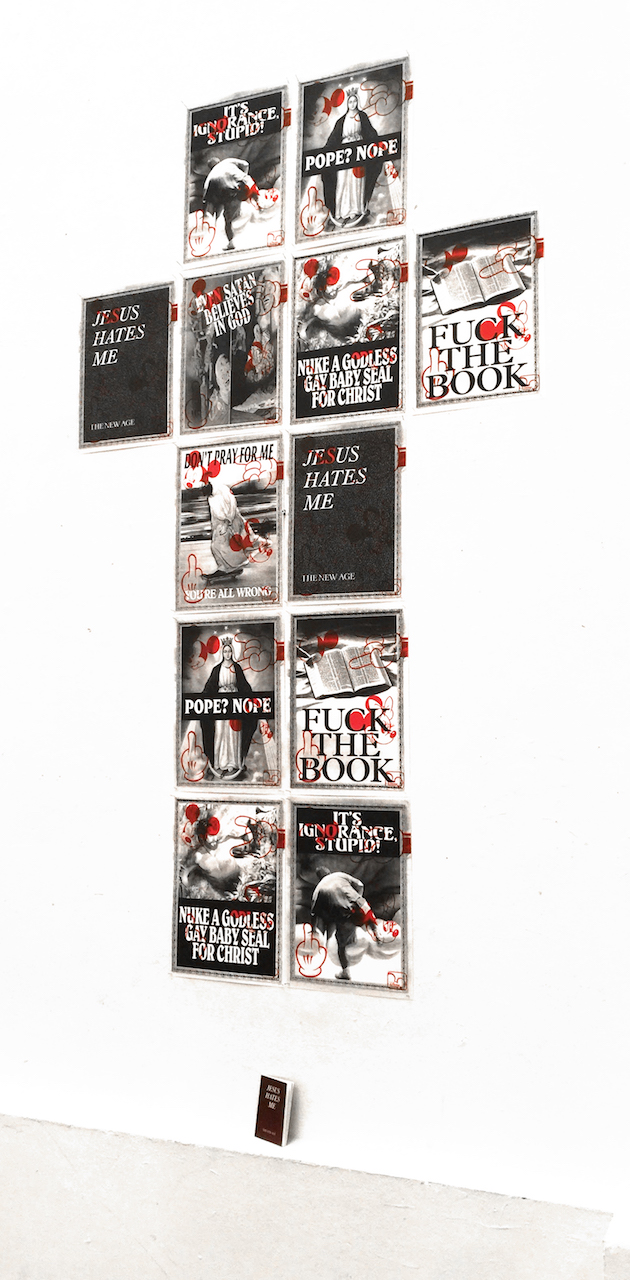 IT'S
IGNORANCE,
STUPID!
POPE? NOPE
JESUS
HATES
ME
THE NEW AGE
EVEN SATAN
BELIEVES
IN GOD
NUKE A GODLESS
GAY BABY SEAL
FOR CHRIST
FUCK
THE
BOOK
DON'T PRAY FOR ME
YOU'RE ALL WRONG
JESUS
HATES
ME
THE NEW AGE
POPE? NOPE
FUCK
THE
BOOK
NUKE A GODLESS
GAY BABY SEAL
FOR CHRIST
IT'S
IGNORANCE,
STUPID!
JESUS
HATES
ME